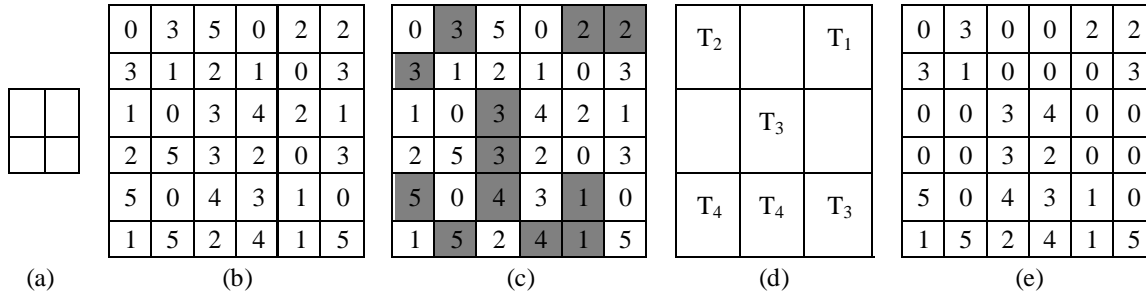 0 3 5 0 2 2 0 3 5 0 2 2 T₂ T₁ 0 3 0 0 2 2
3 1 2 1 0 3 3 1 2 1 0 3 3 1 0 0 0 3
1 0 3 4 2 1 1 0 3 4 2 1 T₃ 0 0 3 4 0 0
2 5 3 2 0 3 2 5 3 2 0 3 0 0 3 2 0 0
5 0 4 3 1 0 5 0 4 3 1 0 T₄ T₄ T₃ 5 0 4 3 1 0
1 5 2 4 1 5 1 5 2 4 1 5 1 5 2 4 1 5
(a) (b) (c) (d) (e)